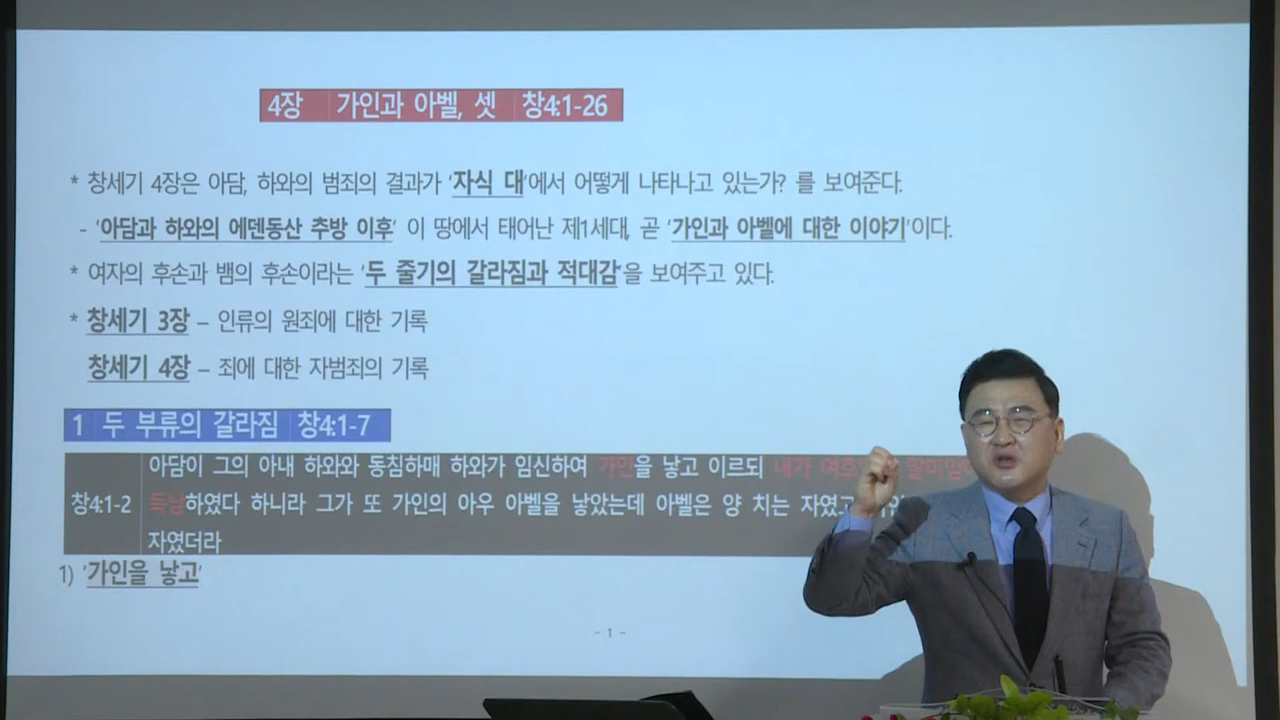 4장 가인과 아벨, 셋 창4:1-26
* 창세기 4장은 아담, 하와의 범죄의 결과가 '자식 대'에서 어떻게 나타나고 있는가? 를 보여준다.
- '아담과 하와의 에덴동산 추방 이후' 이 땅에서 태어난 제1세대, 곧 '가인과 아벨에 대한 이야기'이다.
* 여자의 후손과 뱀의 후손이라는 '두 줄기의 갈라짐과 적대감'을 보여주고 있다.
* 창세기 3장 – 인류의 원죄에 대한 기록
창세기 4장 – 죄에 대한 자범죄의 기록
1 두 부류의 갈라짐 창4:1-7
아담이 그의 아내 하와와 동침하매 하와가 임신하여 가인을 낳고 이르되 내가
창4:1-2 득남하였다 하니라 그가 또 가인의 아우 아벨을 낳았는데 아벨은 양 치는
자였더라
1) '가인을 낳고'
- 1 -